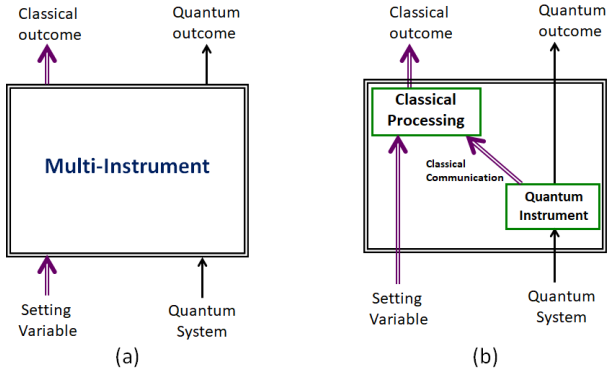 Classical
outcome
Quantum
outcome
Multi-Instrument
Setting
Variable
Quantum
System
(a)
Classical
outcome
Quantum
outcome
Classical
Processing
Classical
Communication
Quantum
Instrument
Setting
Variable
Quantum
System
(b)